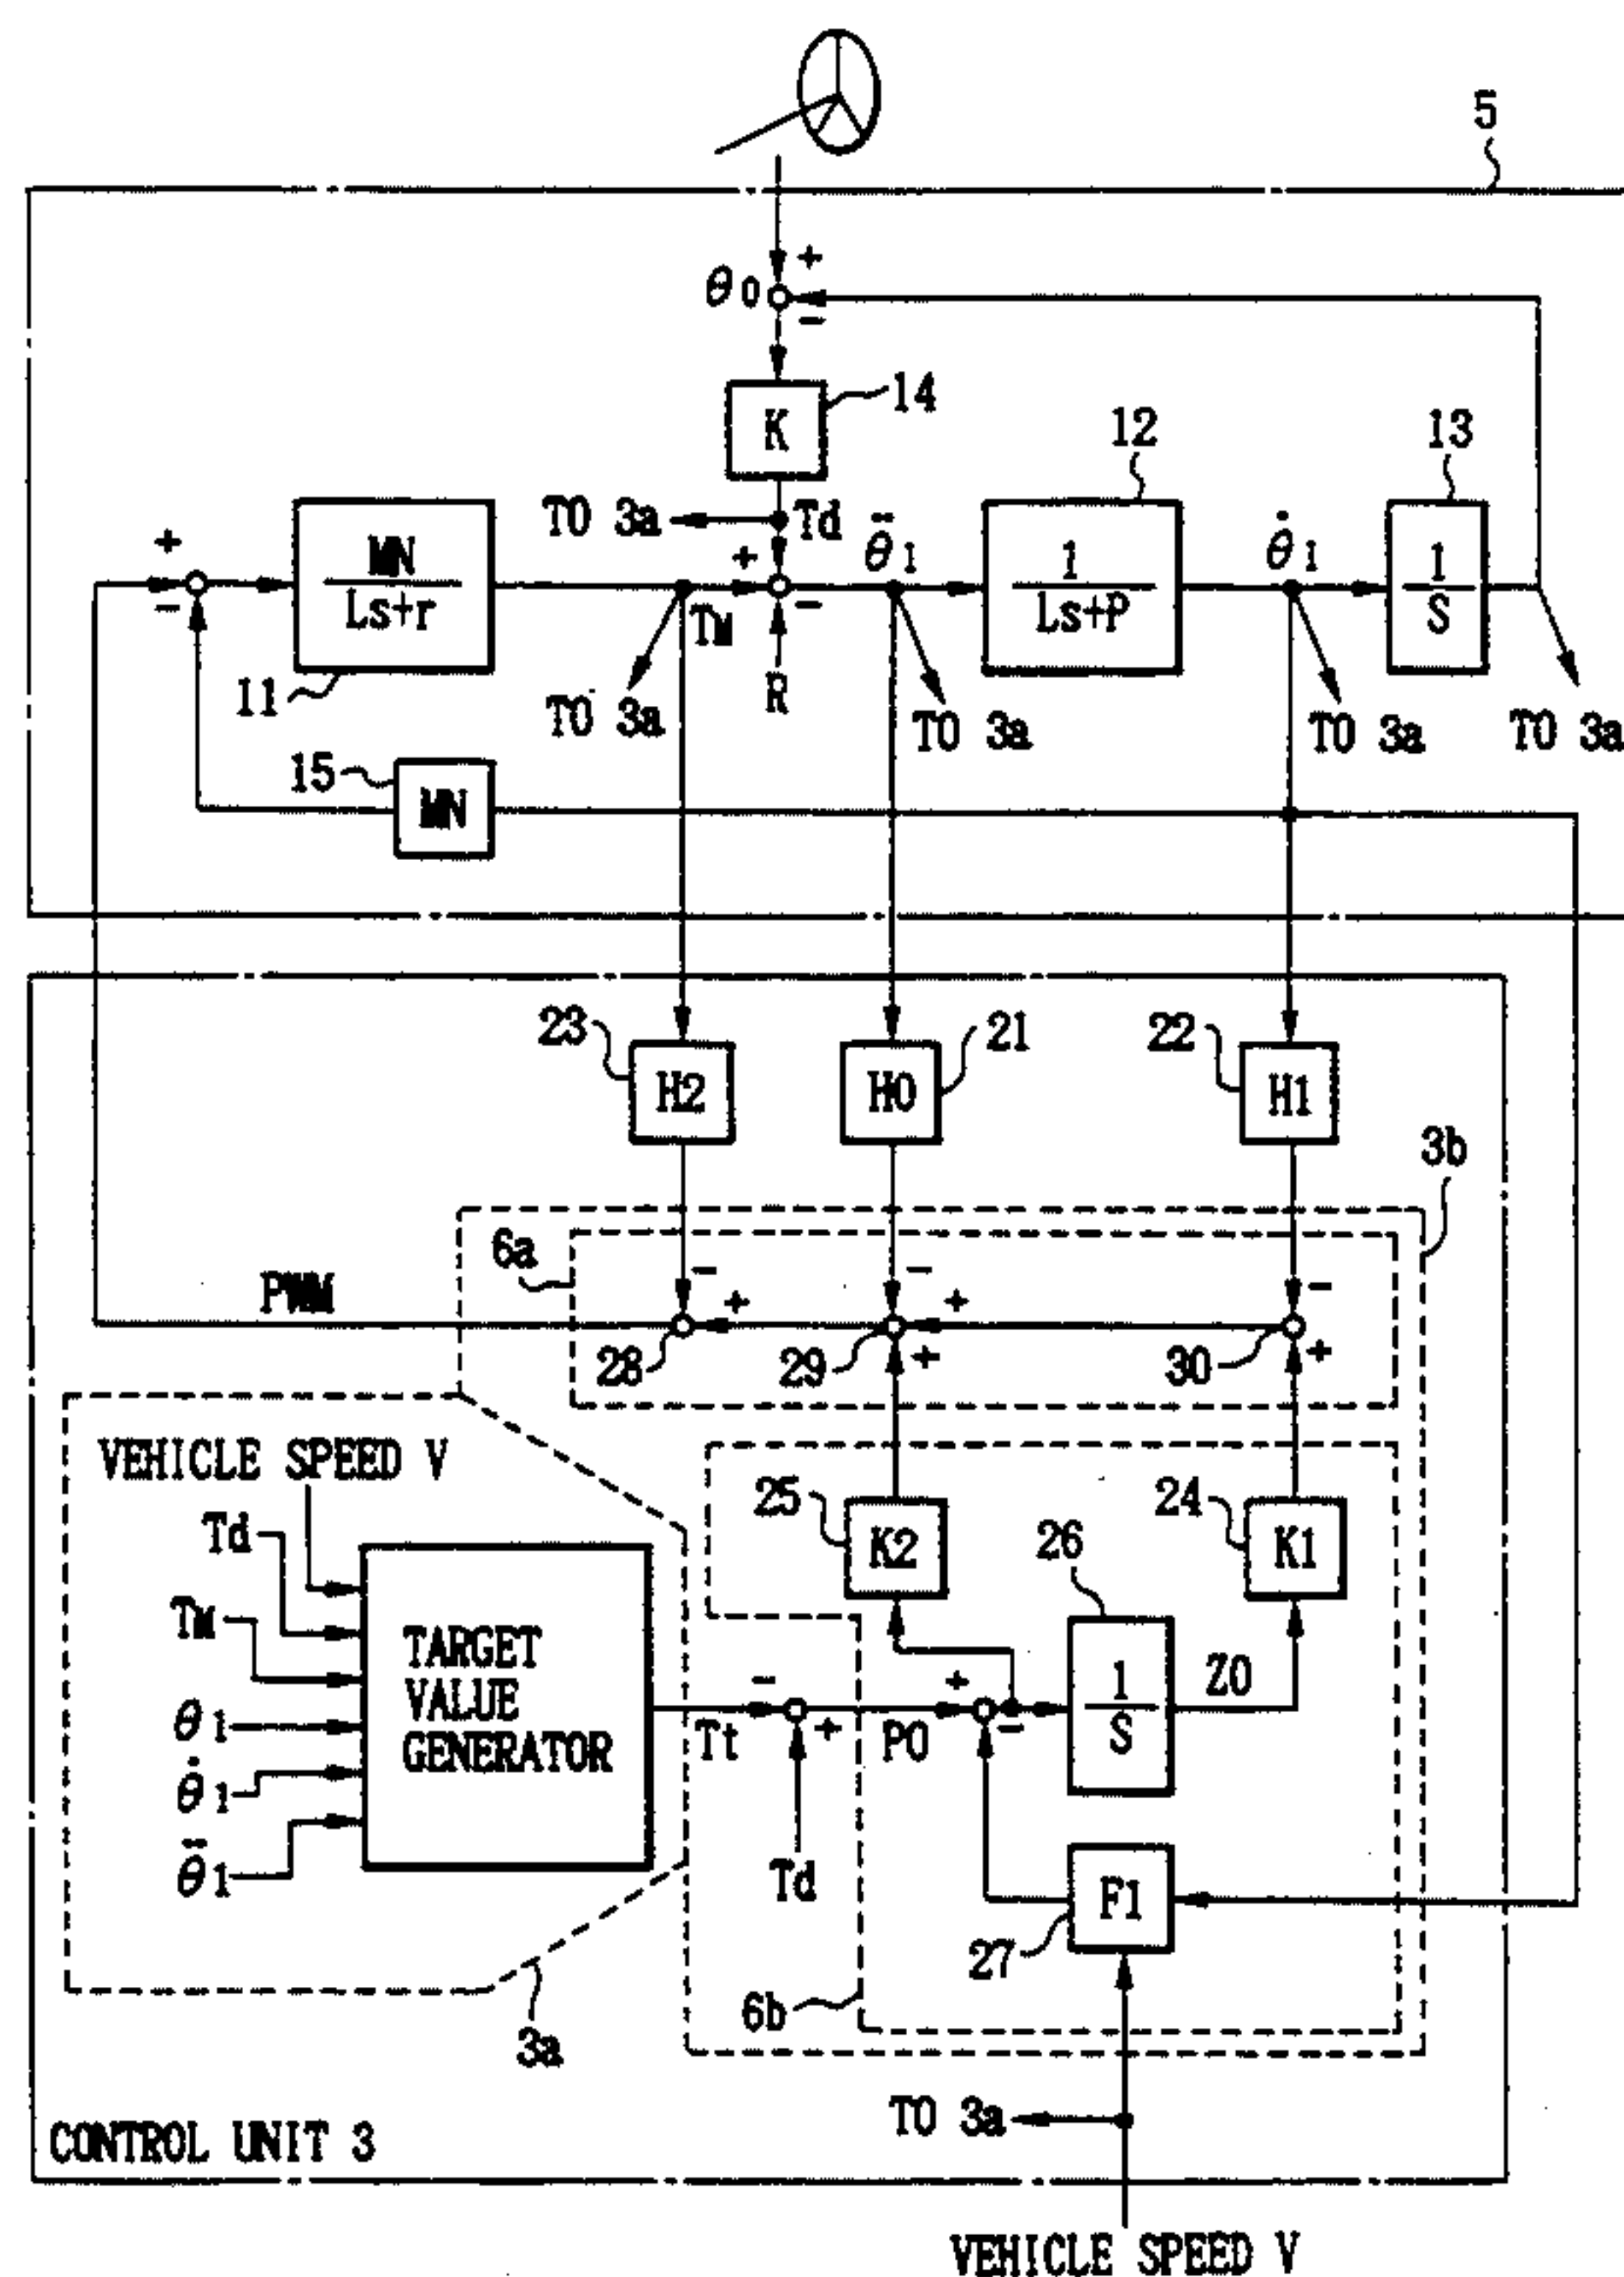 5
+
θ0
-
K
14
12
13
TO 3a
Td
+
MN
Ls+r
+
-
11
TM
TO 3a
-
R
θ̈1
1
Ls+P
TO 3a
θ̇1
1
S
TO 3a
TO 3a
15
MN
23
H2
H0
21
22
H1
3b
6a
PWM
-
+
-
+
-
28
29
+
30
+
VEHICLE SPEED V
Td
TM
θ1
θ̇1
θ̈1
TARGET
VALUE
GENERATOR
25
K2
24
K1
26
1
S
Z0
-
Tt
+
Td
P0
+
-
F1
27
6b
3a
TO 3a
CONTROL UNIT 3
VEHICLE SPEED V